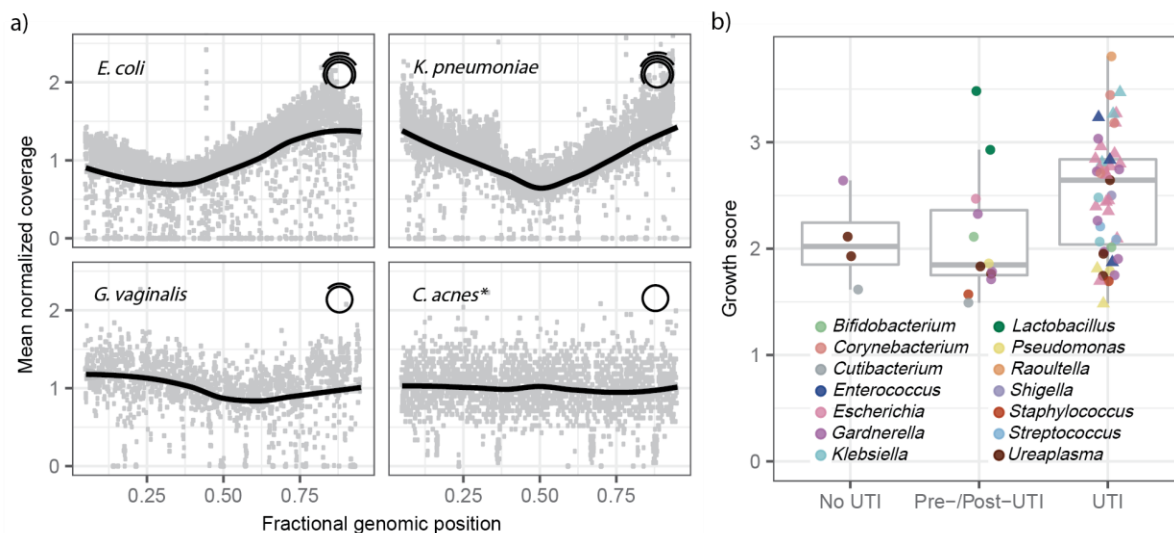 a)
E. coli
K. pneumoniae
G. vaginalis
C. acnes*
Mean normalized coverage
2
1
0
2
1
0
0.25 0.50 0.75 0.25 0.50 0.75
Fractional genomic position
b)
Growth score
3
2
1
0
Bifidobacterium
Corynebacterium
Cutibacterium
Enterococcus
Escherichia
Gardnerella
Klebsiella
Lactobacillus
Pseudomonas
Raoultella
Shigella
Staphylococcus
Streptococcus
Ureaplasma
No UTI Pre-/Post-UTI UTI